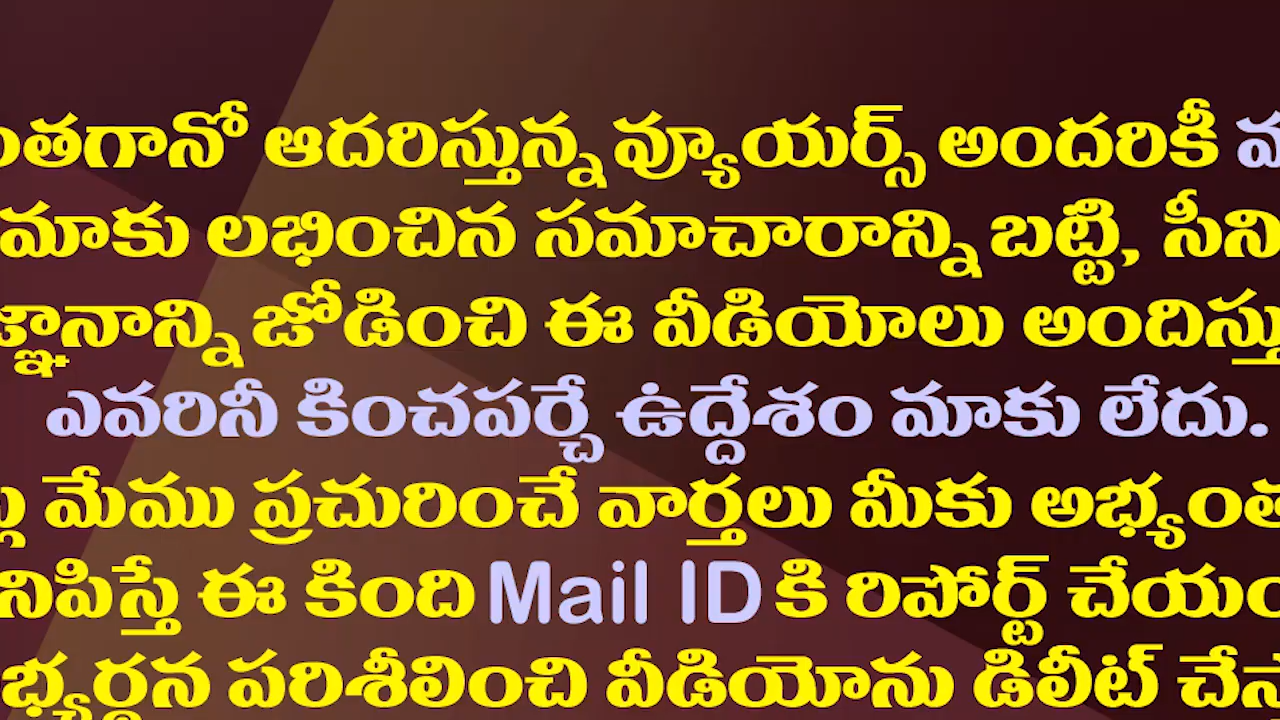 ంతగానో ఆదరిస్తున్న వ్యూయర్స్ అందరికీ
మాకు లభించిన సమాచారాన్ని బట్టి, సీని
జ్ఞానాన్ని జోడించి ఈ వీడియోలు అందిస్తు
ఎవరినీ కించపర్చే ఉద్దేశం మాకు లేదు.
మేము ప్రచురించే వార్తలు మీకు అభ్యంత
నిపిస్తే ఈ కింది Mail ID కి రిపోర్ట్ చేయం
భ్యర్థన పరిశీలించి వీడియోను డిలీట్ చేస